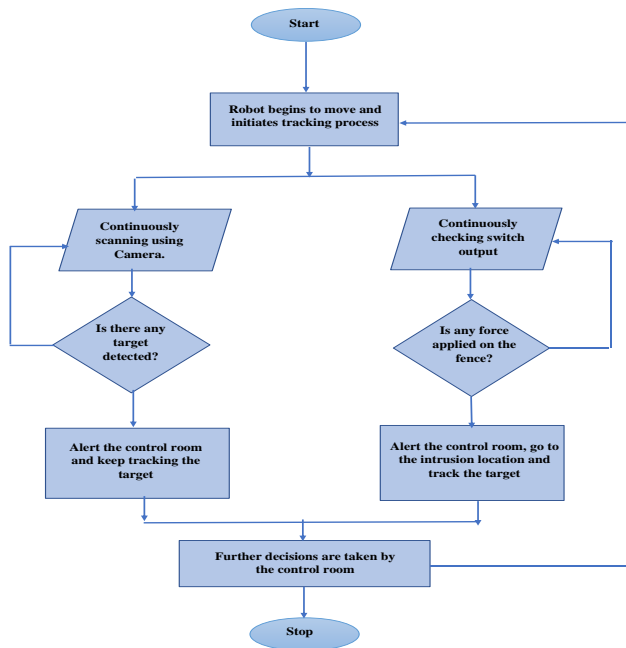 Start
Robot begins to move and
initiates tracking process
Continuously
scanning using
Camera.
Continuously
checking switch
output
Is there any
target
detected?
Is any force
applied on the
fence?
Alert the control room
and keep tracking the
target
Alert the control room, go to
the intrusion location and
track the target
Further decisions are taken by
the control room
Stop